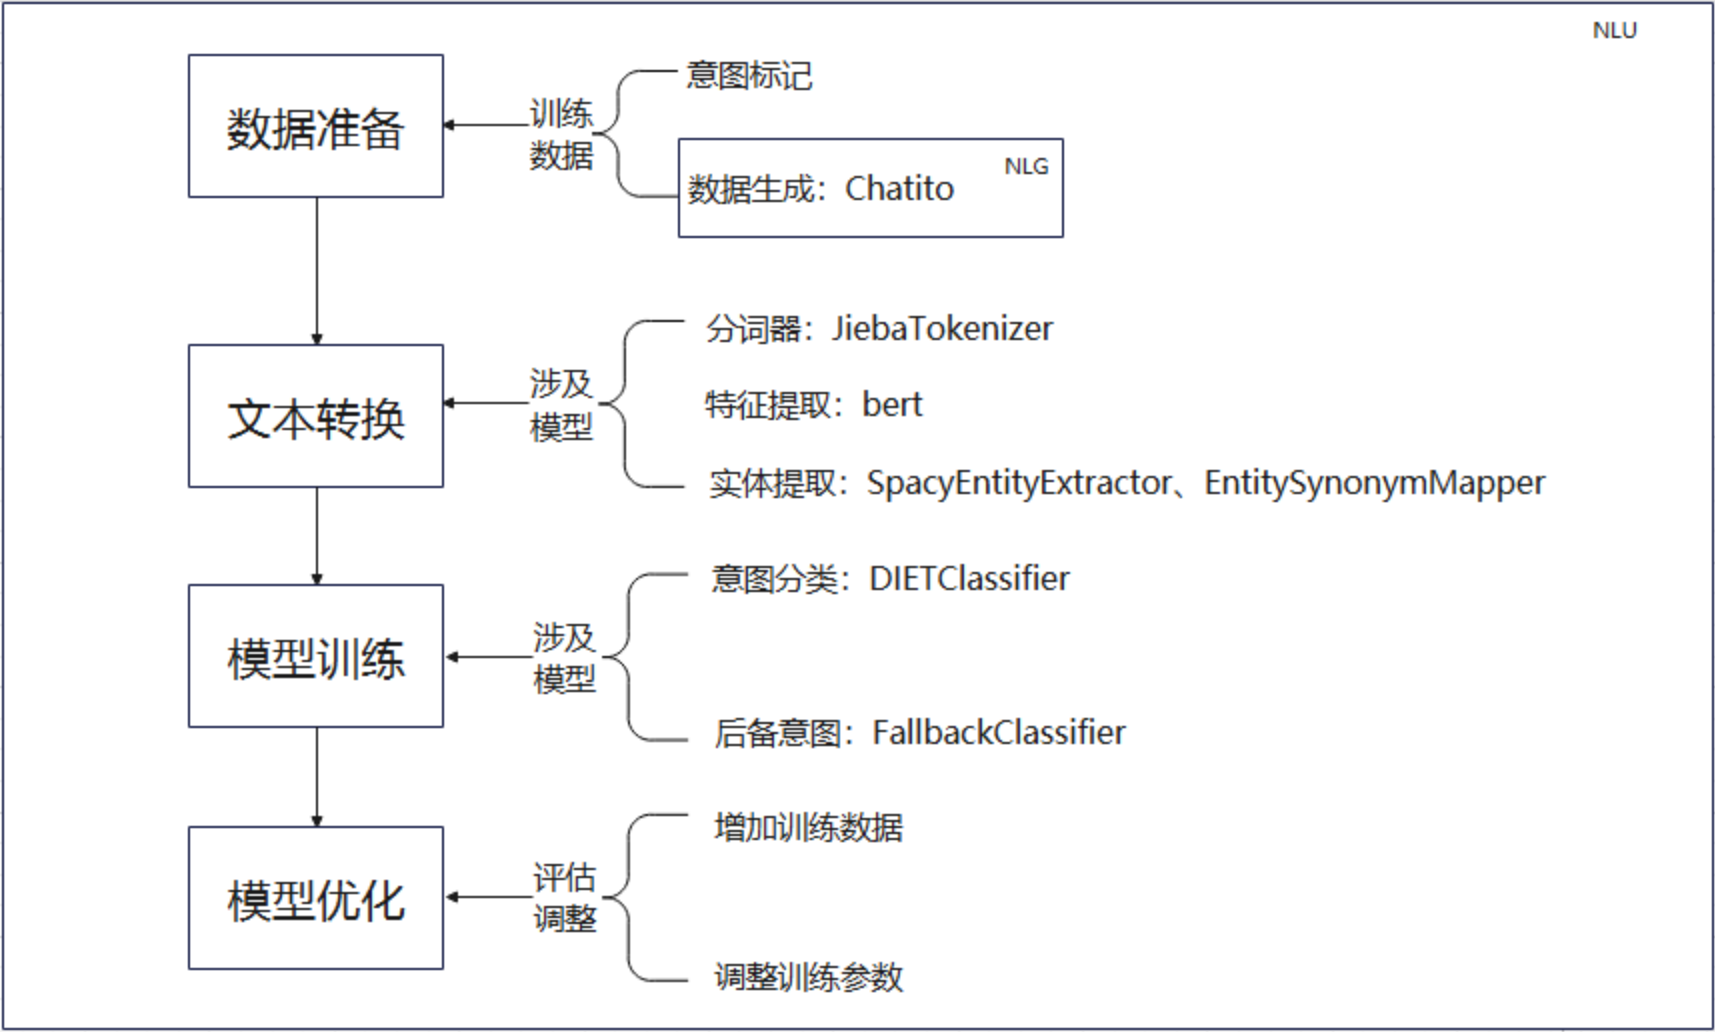 NLU
数据准备
训练
数据
意图标记
NLG
数据生成：Chatito
文本转换
涉及
模型
分词器：JiebaTokenizer
特征提取：bert
实体提取：SpacyEntityExtractor、EntitySynonymMapper
模型训练
涉及
模型
意图分类：DIETClassifier
后备意图：FallbackClassifier
模型优化
评估
调整
增加训练数据
调整训练参数